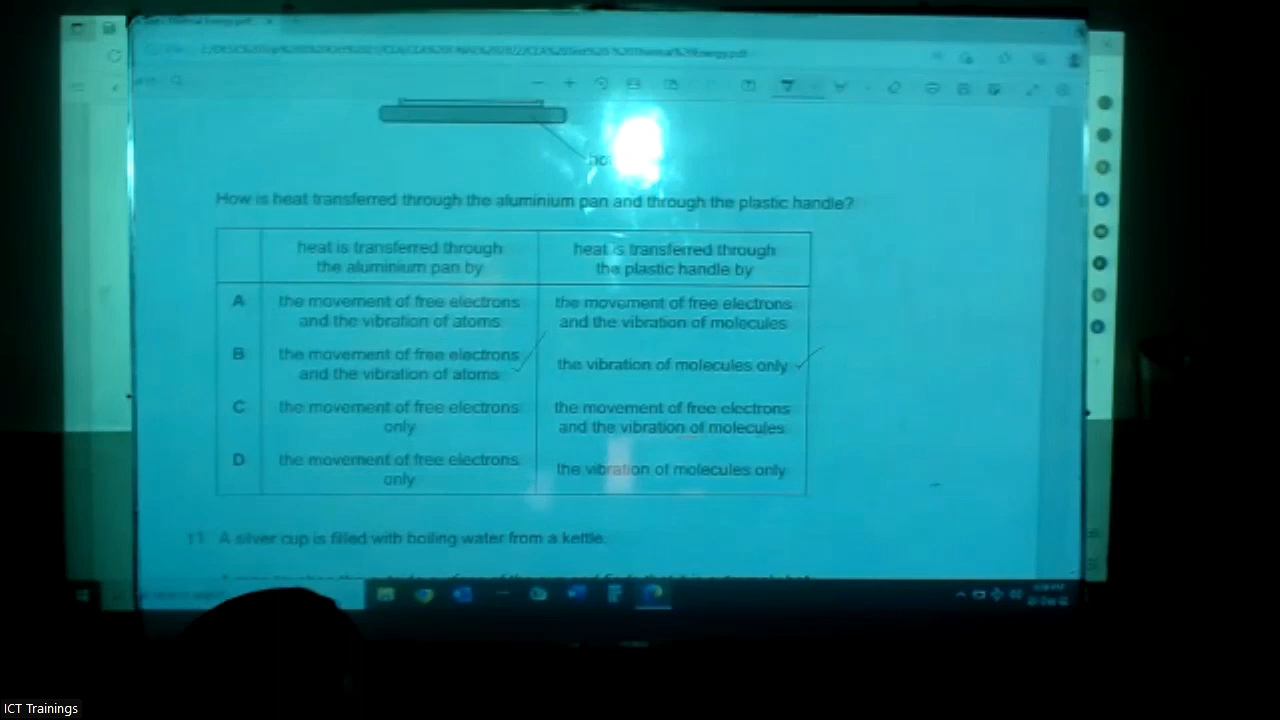 How is heat transferred through the aluminium pan and through the plastic handle?
heat is transferred through
the aluminium pan by
heat is transferred through
the plastic handle by
A
the movement of free electrons
and the vibration of atoms
the movement of free electrons
and the vibration of molecules
B
the movement of free electrons
and the vibration of atoms
the vibration of molecules only
C
the movement of free electrons
only
the movement of free electrons
and the vibration of molecules
D
the movement of free electrons
only
the vibration of molecules only
11 A silver cup is filled with boiling water from a kettle.
ICT Trainings